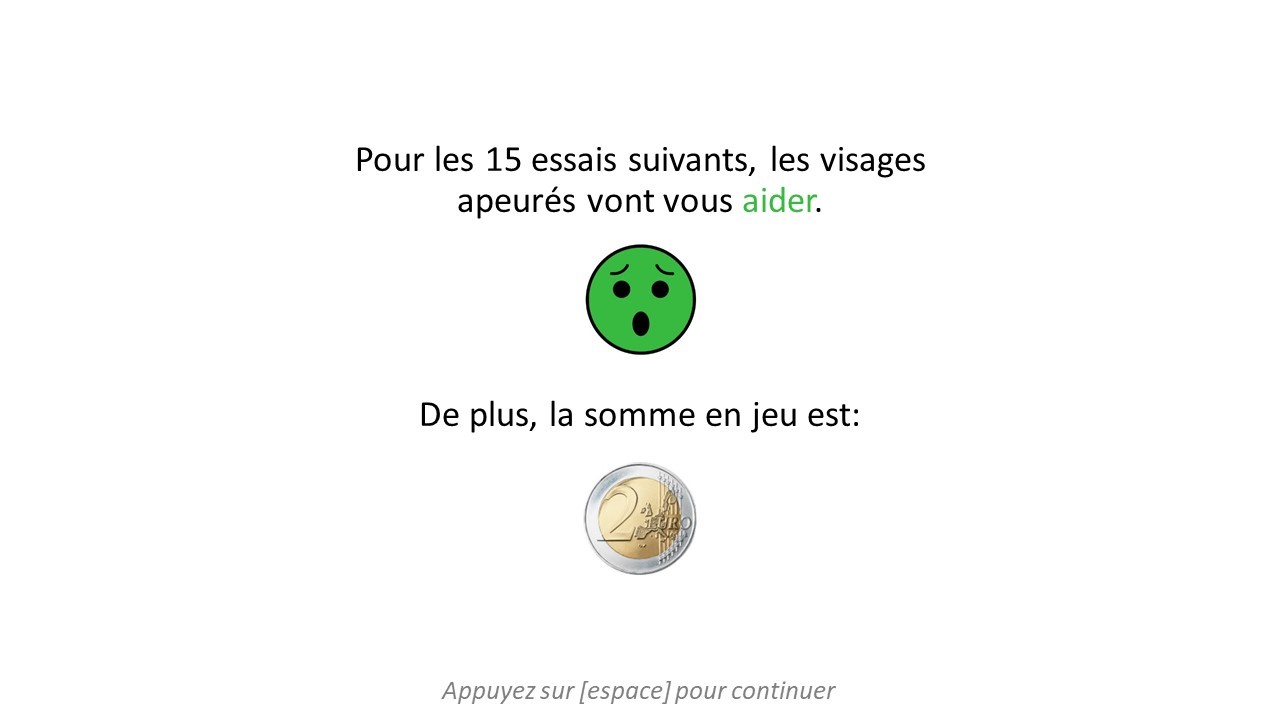 Pour les 15 essais suivants, les visages
apeurés vont vous aider.
De plus, la somme en jeu est:
2 EURO
Appuyez sur [espace] pour continuer